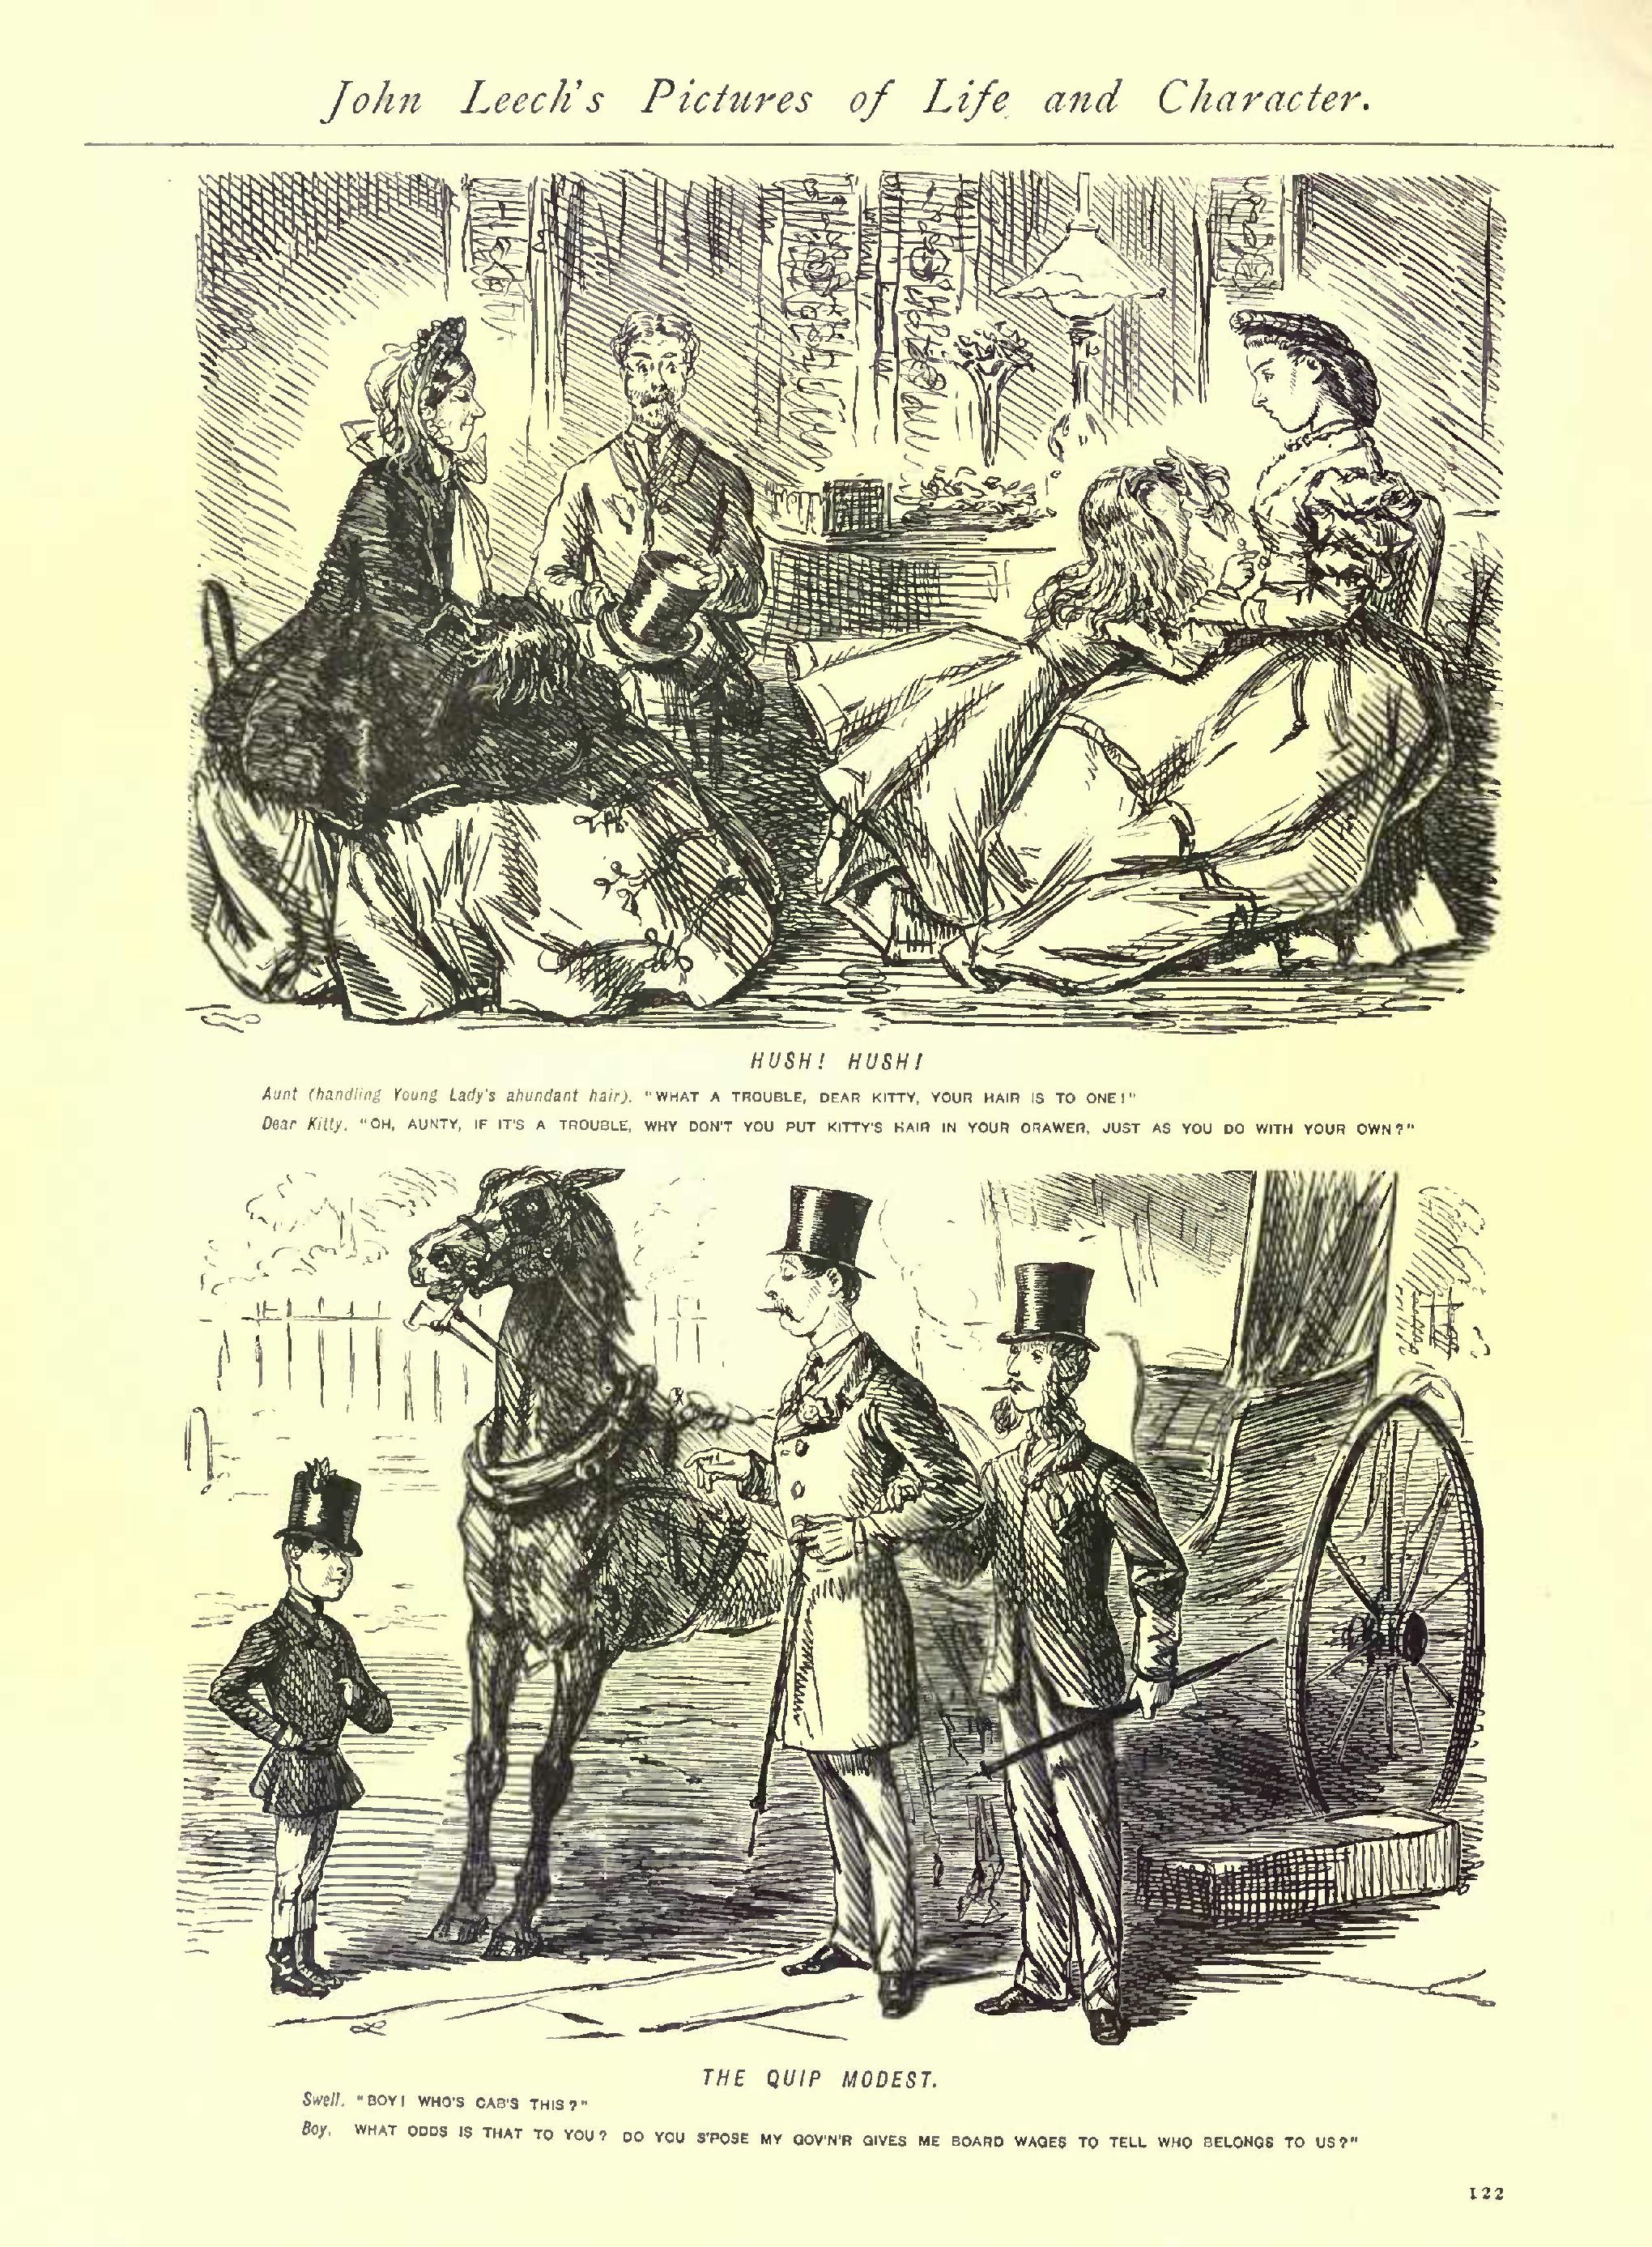 John Leech's Pictures of Life and Character.
HUSH! HUSH!
Aunt (handling Young Lady's abundant hair). "WHAT A TROUBLE, DEAR KITTY, YOUR HAIR IS TO ONE!"
Dear Kitty. "OH, AUNTY, IF IT'S A TROUBLE, WHY DON'T YOU PUT KITTY'S HAIR IN YOUR DRAWER, JUST AS YOU DO WITH YOUR OWN?"
THE QUIP MODEST.
Swell. "BOY! WHO'S CAB'S THIS?"
Boy. WHAT ODDS IS THAT TO YOU? DO YOU S'POSE MY GOV'N'R GIVES ME BOARD WAGES TO TELL WHO BELONGS TO US?"
122